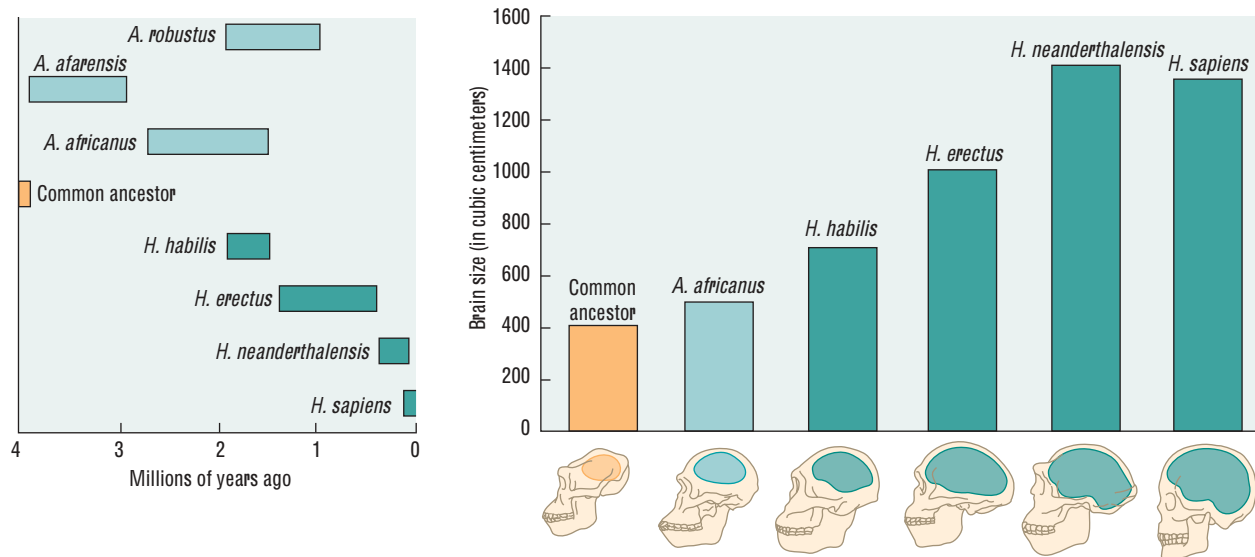 A. robustus
A. afarensis
A. africanus
Common ancestor
H. habilis
H. erectus
H. neanderthalensis
H. sapiens
4 3 2 1 0
Millions of years ago
Brain size (in cubic centimeters)
1600
1400
1200
1000
800
600
400
200
0
Common
ancestor
A. africanus
H. habilis
H. erectus
H. neanderthalensis
H. sapiens